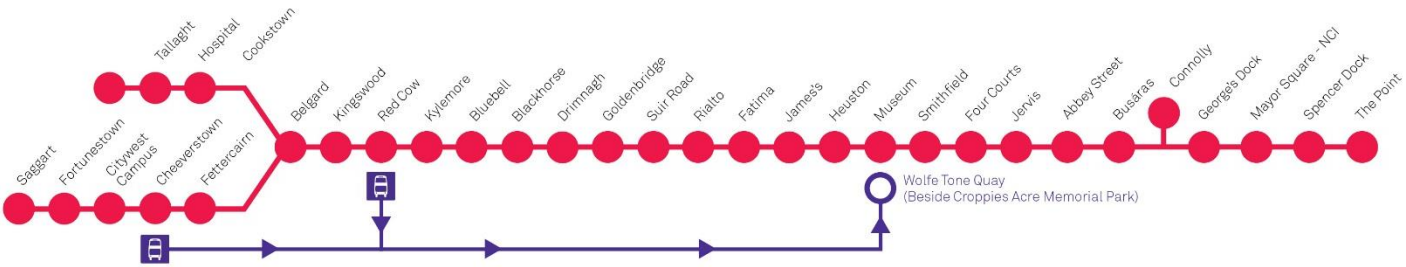 Tallaght
Hospital
Cookstown
Saggart
Fortunestown
Citywest
Campus
Cheeverstown
Fettercairn
Belgard
Kingswood
Red Cow
Kylemore
Bluebell
Blackhorse
Drimnagh
Goldenbridge
Suir Road
Rialto
Fatima
James's
Heuston
Museum
Smithfield
Four Courts
Jervis
Abbey Street
Busáras
Connolly
George's Dock
Mayor Square - NCI
Spencer Dock
The Point
Wolfe Tone Quay
(Beside Croppies Acre Memorial Park)